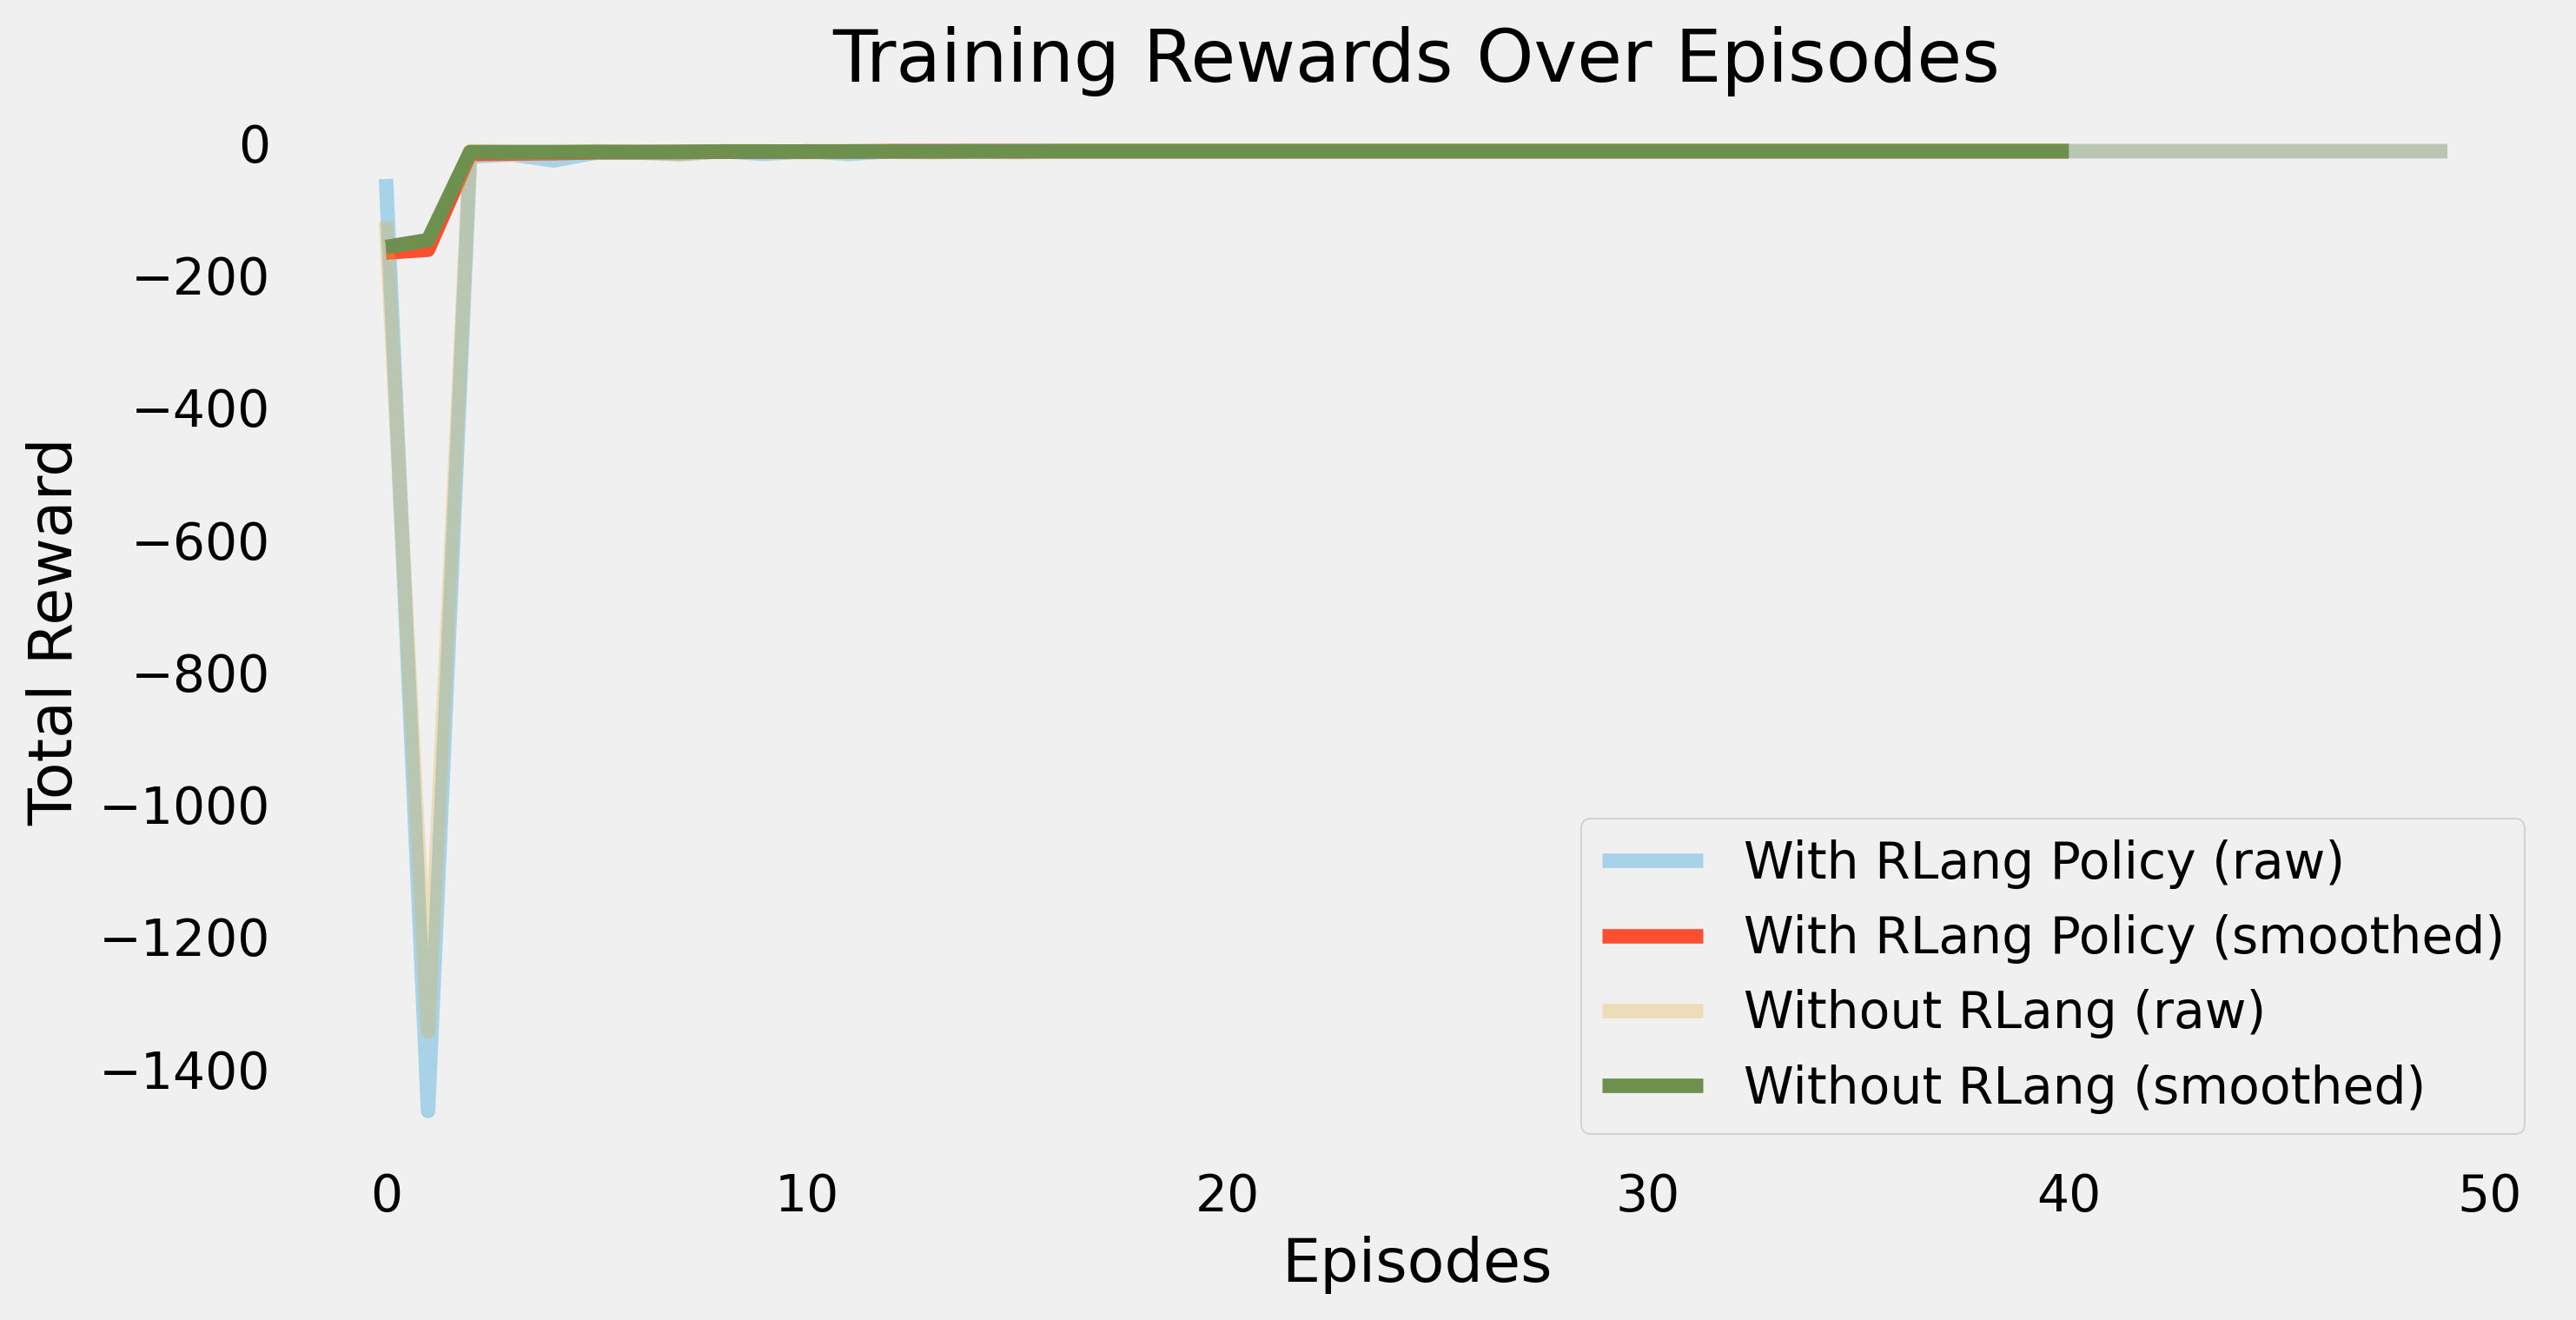 Training Rewards Over Episodes
Total Reward
0
−200
−400
−600
−800
−1000
−1200
−1400
With RLang Policy (raw)
With RLang Policy (smoothed)
Without RLang (raw)
Without RLang (smoothed)
0 10 20 30 40 50
Episodes